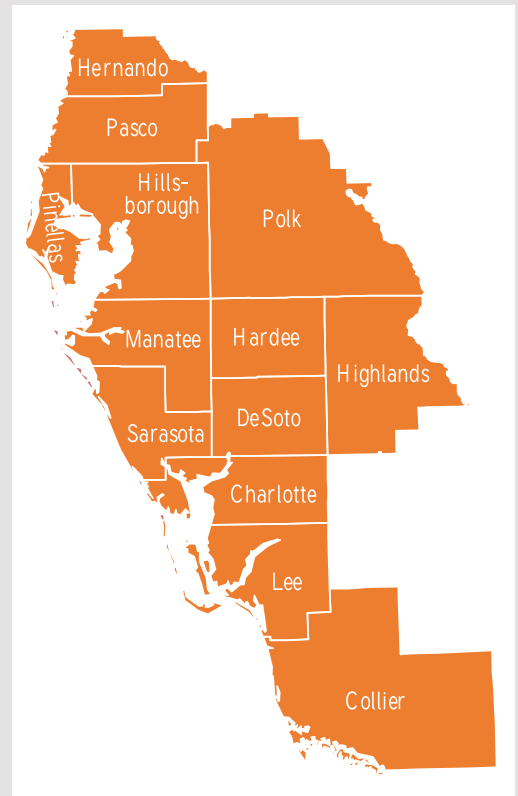 Hernando
Pasco
Hills-
borough
Pinellas
Polk
Manatee
Hardee
Highlands
DeSoto
Sarasota
Charlotte
Lee
Collier